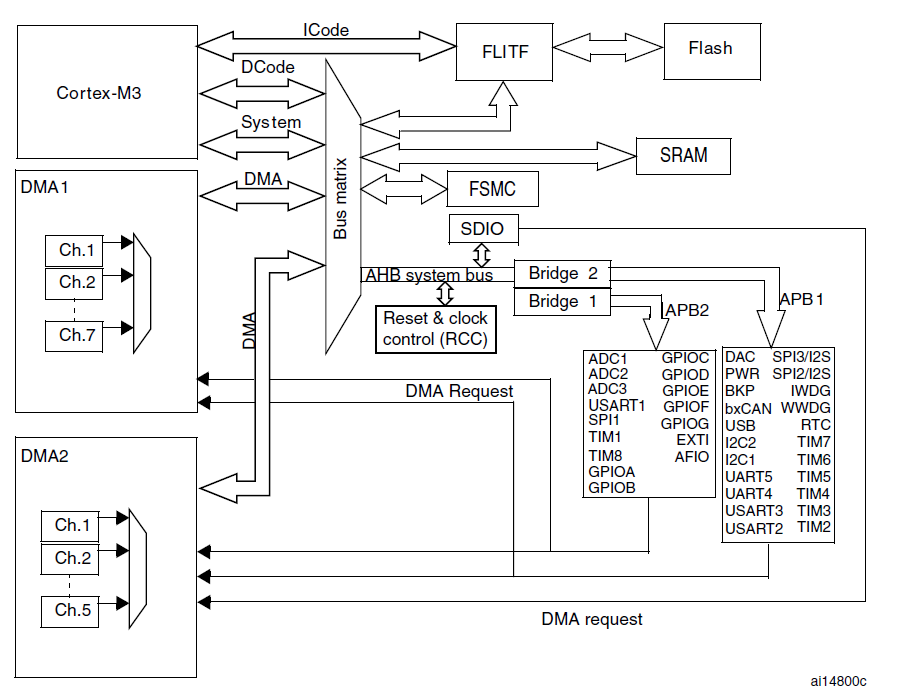 ICode
Cortex-M3
FLITF
Flash
DCode
System
SRAM
DMA1
DMA
FSMC
Bus matrix
SDIO
Ch.1
Ch.2
Ch.7
AHB system bus
Bridge 2
Bridge 1
APB2
APB1
Reset & clock
control (RCC)
DMA
ADC1 GPIOC
ADC2 GPIOD
ADC3 GPIOE
USART1 GPIOF
SPI1 GPIOG
TIM1 EXTI
TIM8 AFIO
GPIOA
GPIOB
DAC SPI3/I2S
PWR SPI2/I2S
BKP IWDG
bxCAN WWDG
USB RTC
I2C2 TIM7
I2C1 TIM6
UART5 TIM5
UART4 TIM4
USART3 TIM3
USART2 TIM2
DMA Request
DMA2
Ch.1
Ch.2
Ch.5
DMA request
ai14800c